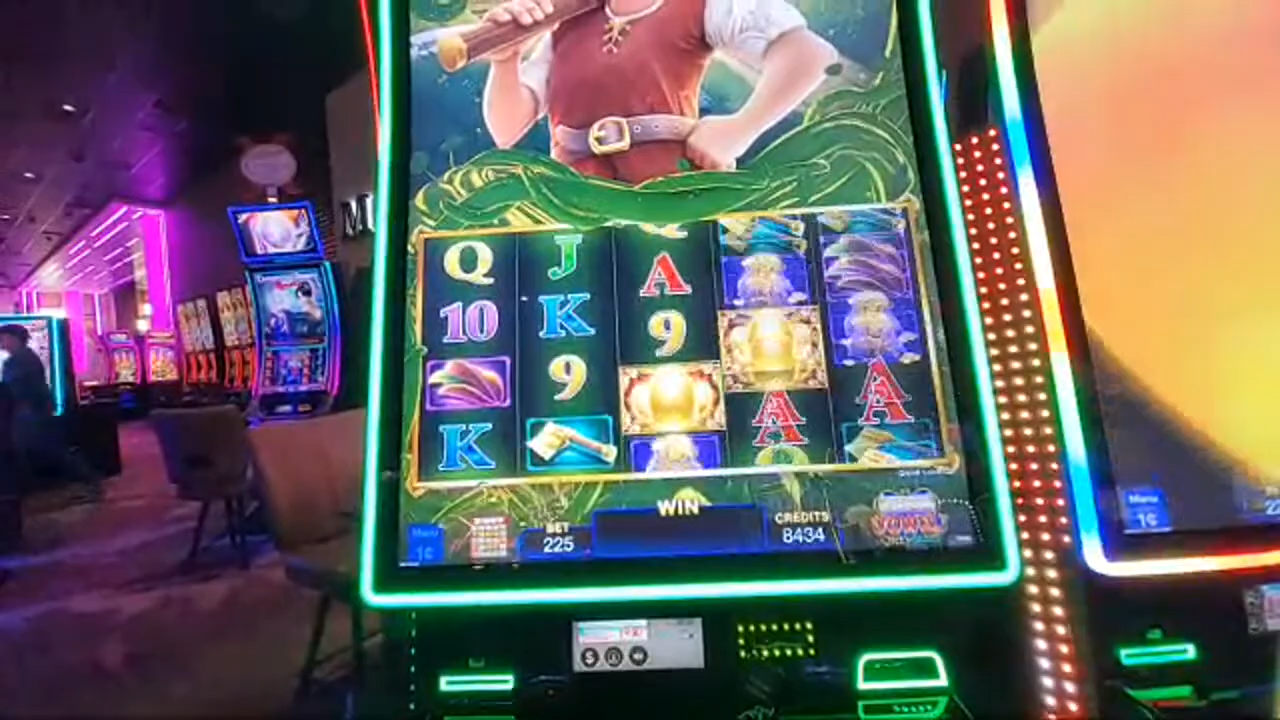 M
Q J Q
10 K A A
9 9
K A
WIN
BET
225
CREDITS
8434
Menu
1¢
Menu
1¢